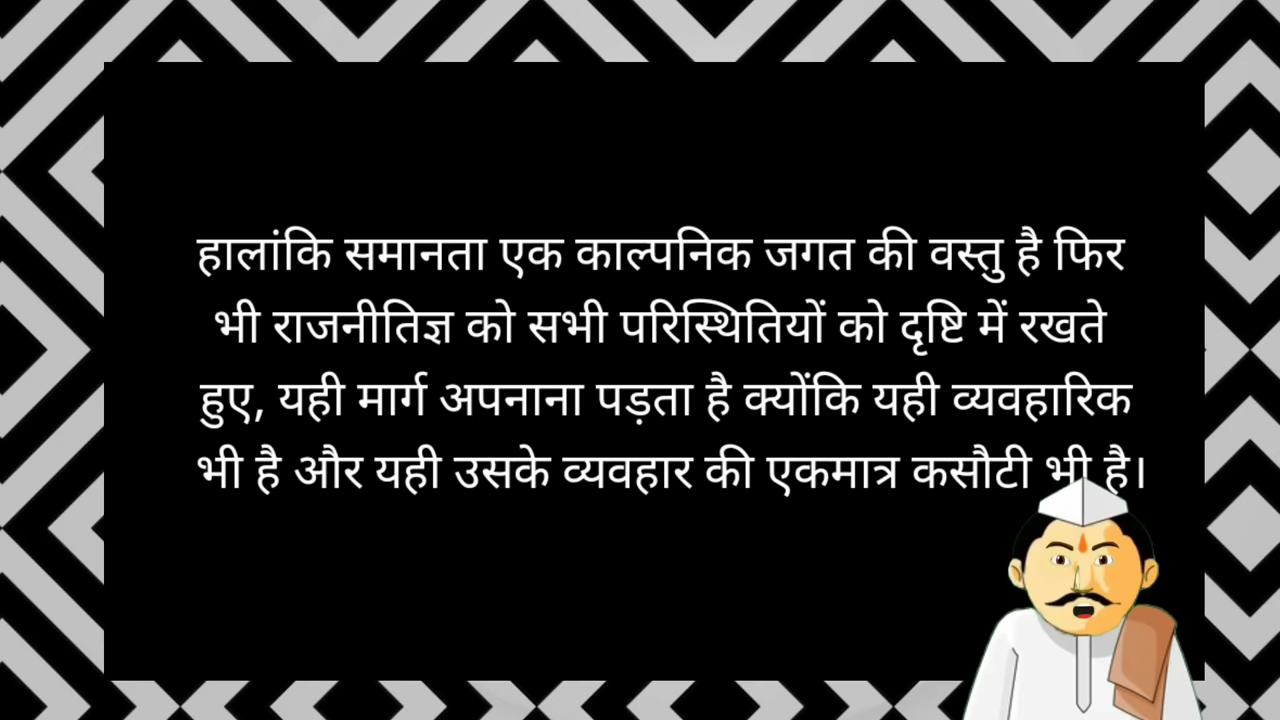 हालांकि समानता एक काल्पनिक जगत की वस्तु है फिर
भी राजनीतिज्ञ को सभी परिस्थितियों को दृष्टि में रखते
हुए, यही मार्ग अपनाना पड़ता है क्योंकि यही व्यवहारिक
भी है और यही उसके व्यवहार की एकमात्र कसौटी भी है।